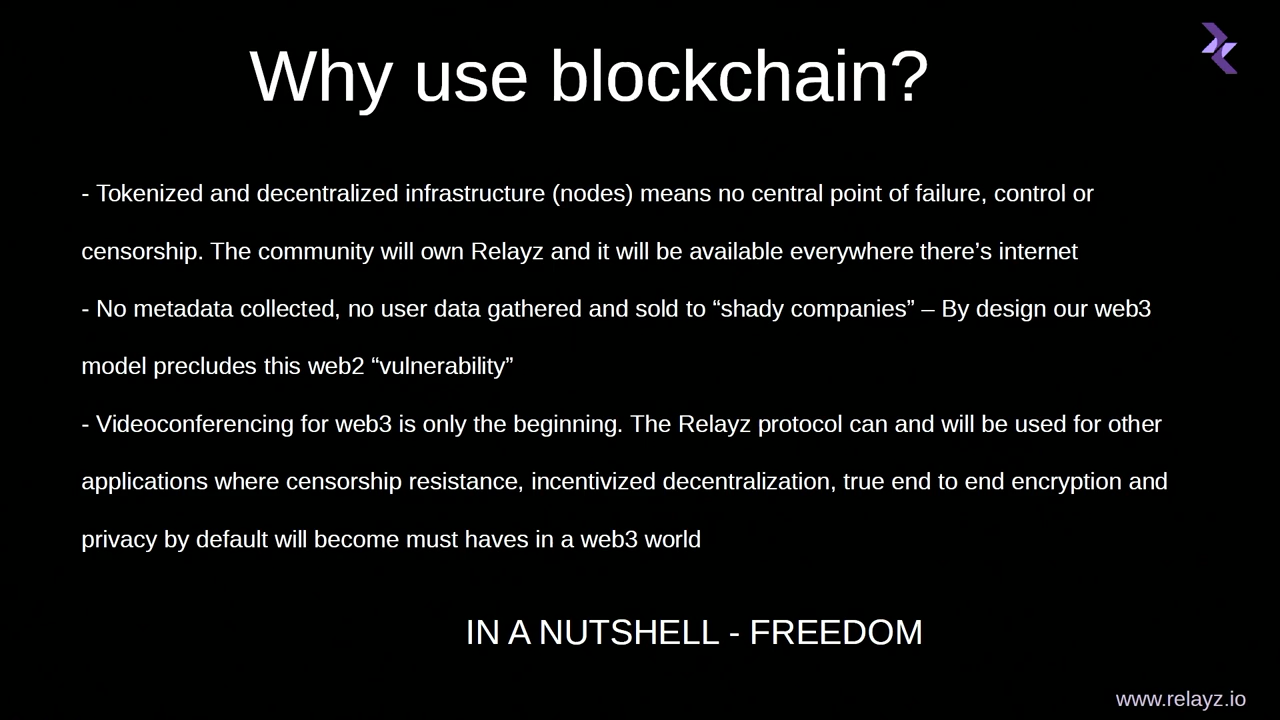 Why use blockchain?
- Tokenized and decentralized infrastructure (nodes) means no central point of failure, control or
censorship. The community will own Relayz and it will be available everywhere there’s internet
- No metadata collected, no user data gathered and sold to “shady companies” – By design our web3
model precludes this web2 “vulnerability”
- Videoconferencing for web3 is only the beginning. The Relayz protocol can and will be used for other
applications where censorship resistance, incentivized decentralization, true end to end encryption and
privacy by default will become must haves in a web3 world
IN A NUTSHELL - FREEDOM
www.relayz.io